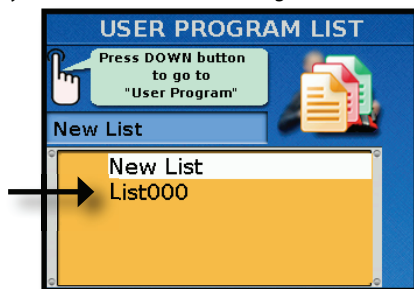 USER PROGRAM LIST
Press DOWN button
to go to
"User Program"
New List
New List
List000